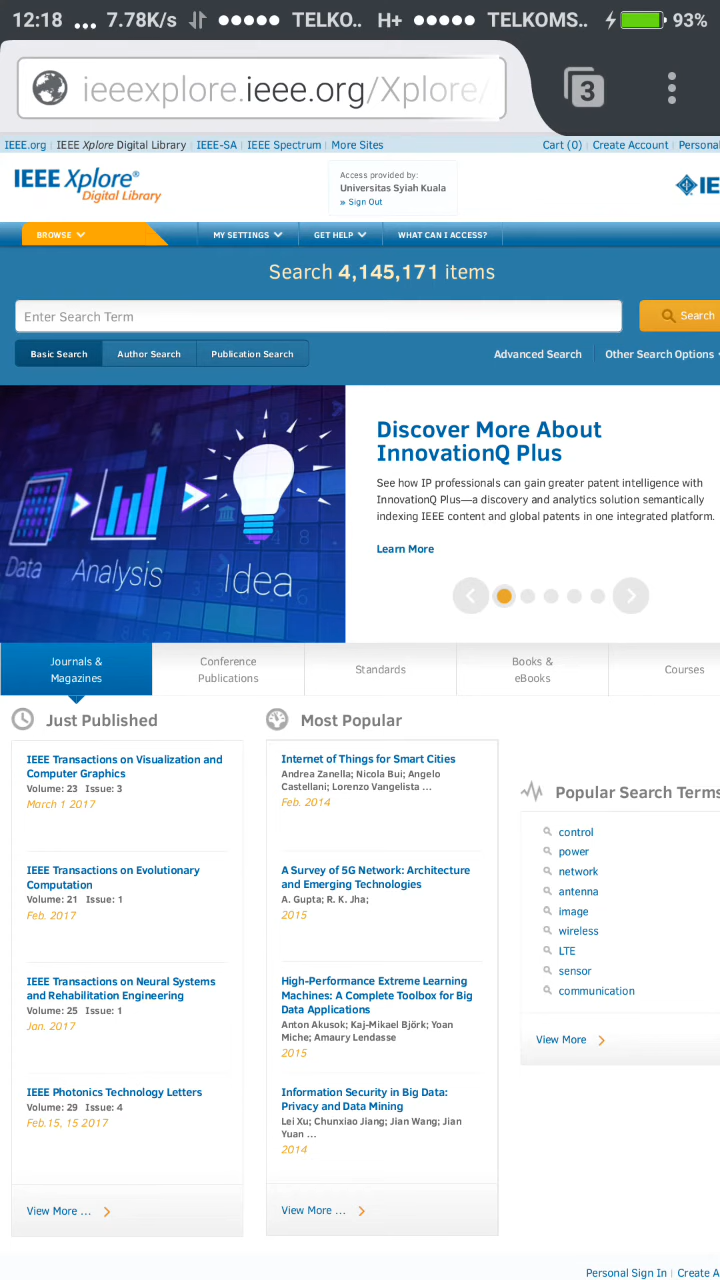 12:18 ... 7.78K/s TELKO.. H+ TELKOMS.. 93%
ieeexplore.ieee.org/Xplore/
3
IEEE.org IEEE Xplore Digital Library IEEE-SA IEEE Spectrum More Sites Cart (0) Create Account Personal
IEEE Xplore®
Digital Library
Access provided by:
Universitas Syiah Kuala
» Sign Out
IE
BROWSE MY SETTINGS GET HELP WHAT CAN I ACCESS?
Search 4,145,171 items
Enter Search Term
Search
Basic Search Author Search Publication Search Advanced Search Other Search Options
Data Analysis Idea
Discover More About
InnovationQ Plus
See how IP professionals can gain greater patent intelligence with
InnovationQ Plus—a discovery and analytics solution semantically
indexing IEEE content and global patents in one integrated platform.
Learn More
Journals &
Magazines
Conference
Publications
Standards
Books &
eBooks
Courses
Just Published
IEEE Transactions on Visualization and
Computer Graphics
Volume: 23 Issue: 3
March 1 2017
IEEE Transactions on Evolutionary
Computation
Volume: 21 Issue: 1
Feb. 2017
IEEE Transactions on Neural Systems
and Rehabilitation Engineering
Volume: 25 Issue: 1
Jan. 2017
IEEE Photonics Technology Letters
Volume: 29 Issue: 4
Feb.15, 15 2017
View More ...
Most Popular
Internet of Things for Smart Cities
Andrea Zanella; Nicola Bui; Angelo
Castellani; Lorenzo Vangelista ...
Feb. 2014
A Survey of 5G Network: Architecture
and Emerging Technologies
A. Gupta; R. K. Jha;
2015
High-Performance Extreme Learning
Machines: A Complete Toolbox for Big
Data Applications
Anton Akusok; Kaj-Mikael Björk; Yoan
Miche; Amaury Lendasse
2015
Information Security in Big Data:
Privacy and Data Mining
Lei Xu; Chunxiao Jiang; Jian Wang; Jian
Yuan ...
2014
View More ...
Popular Search Terms
control
power
network
antenna
image
wireless
LTE
sensor
communication
View More
Personal Sign In Create A